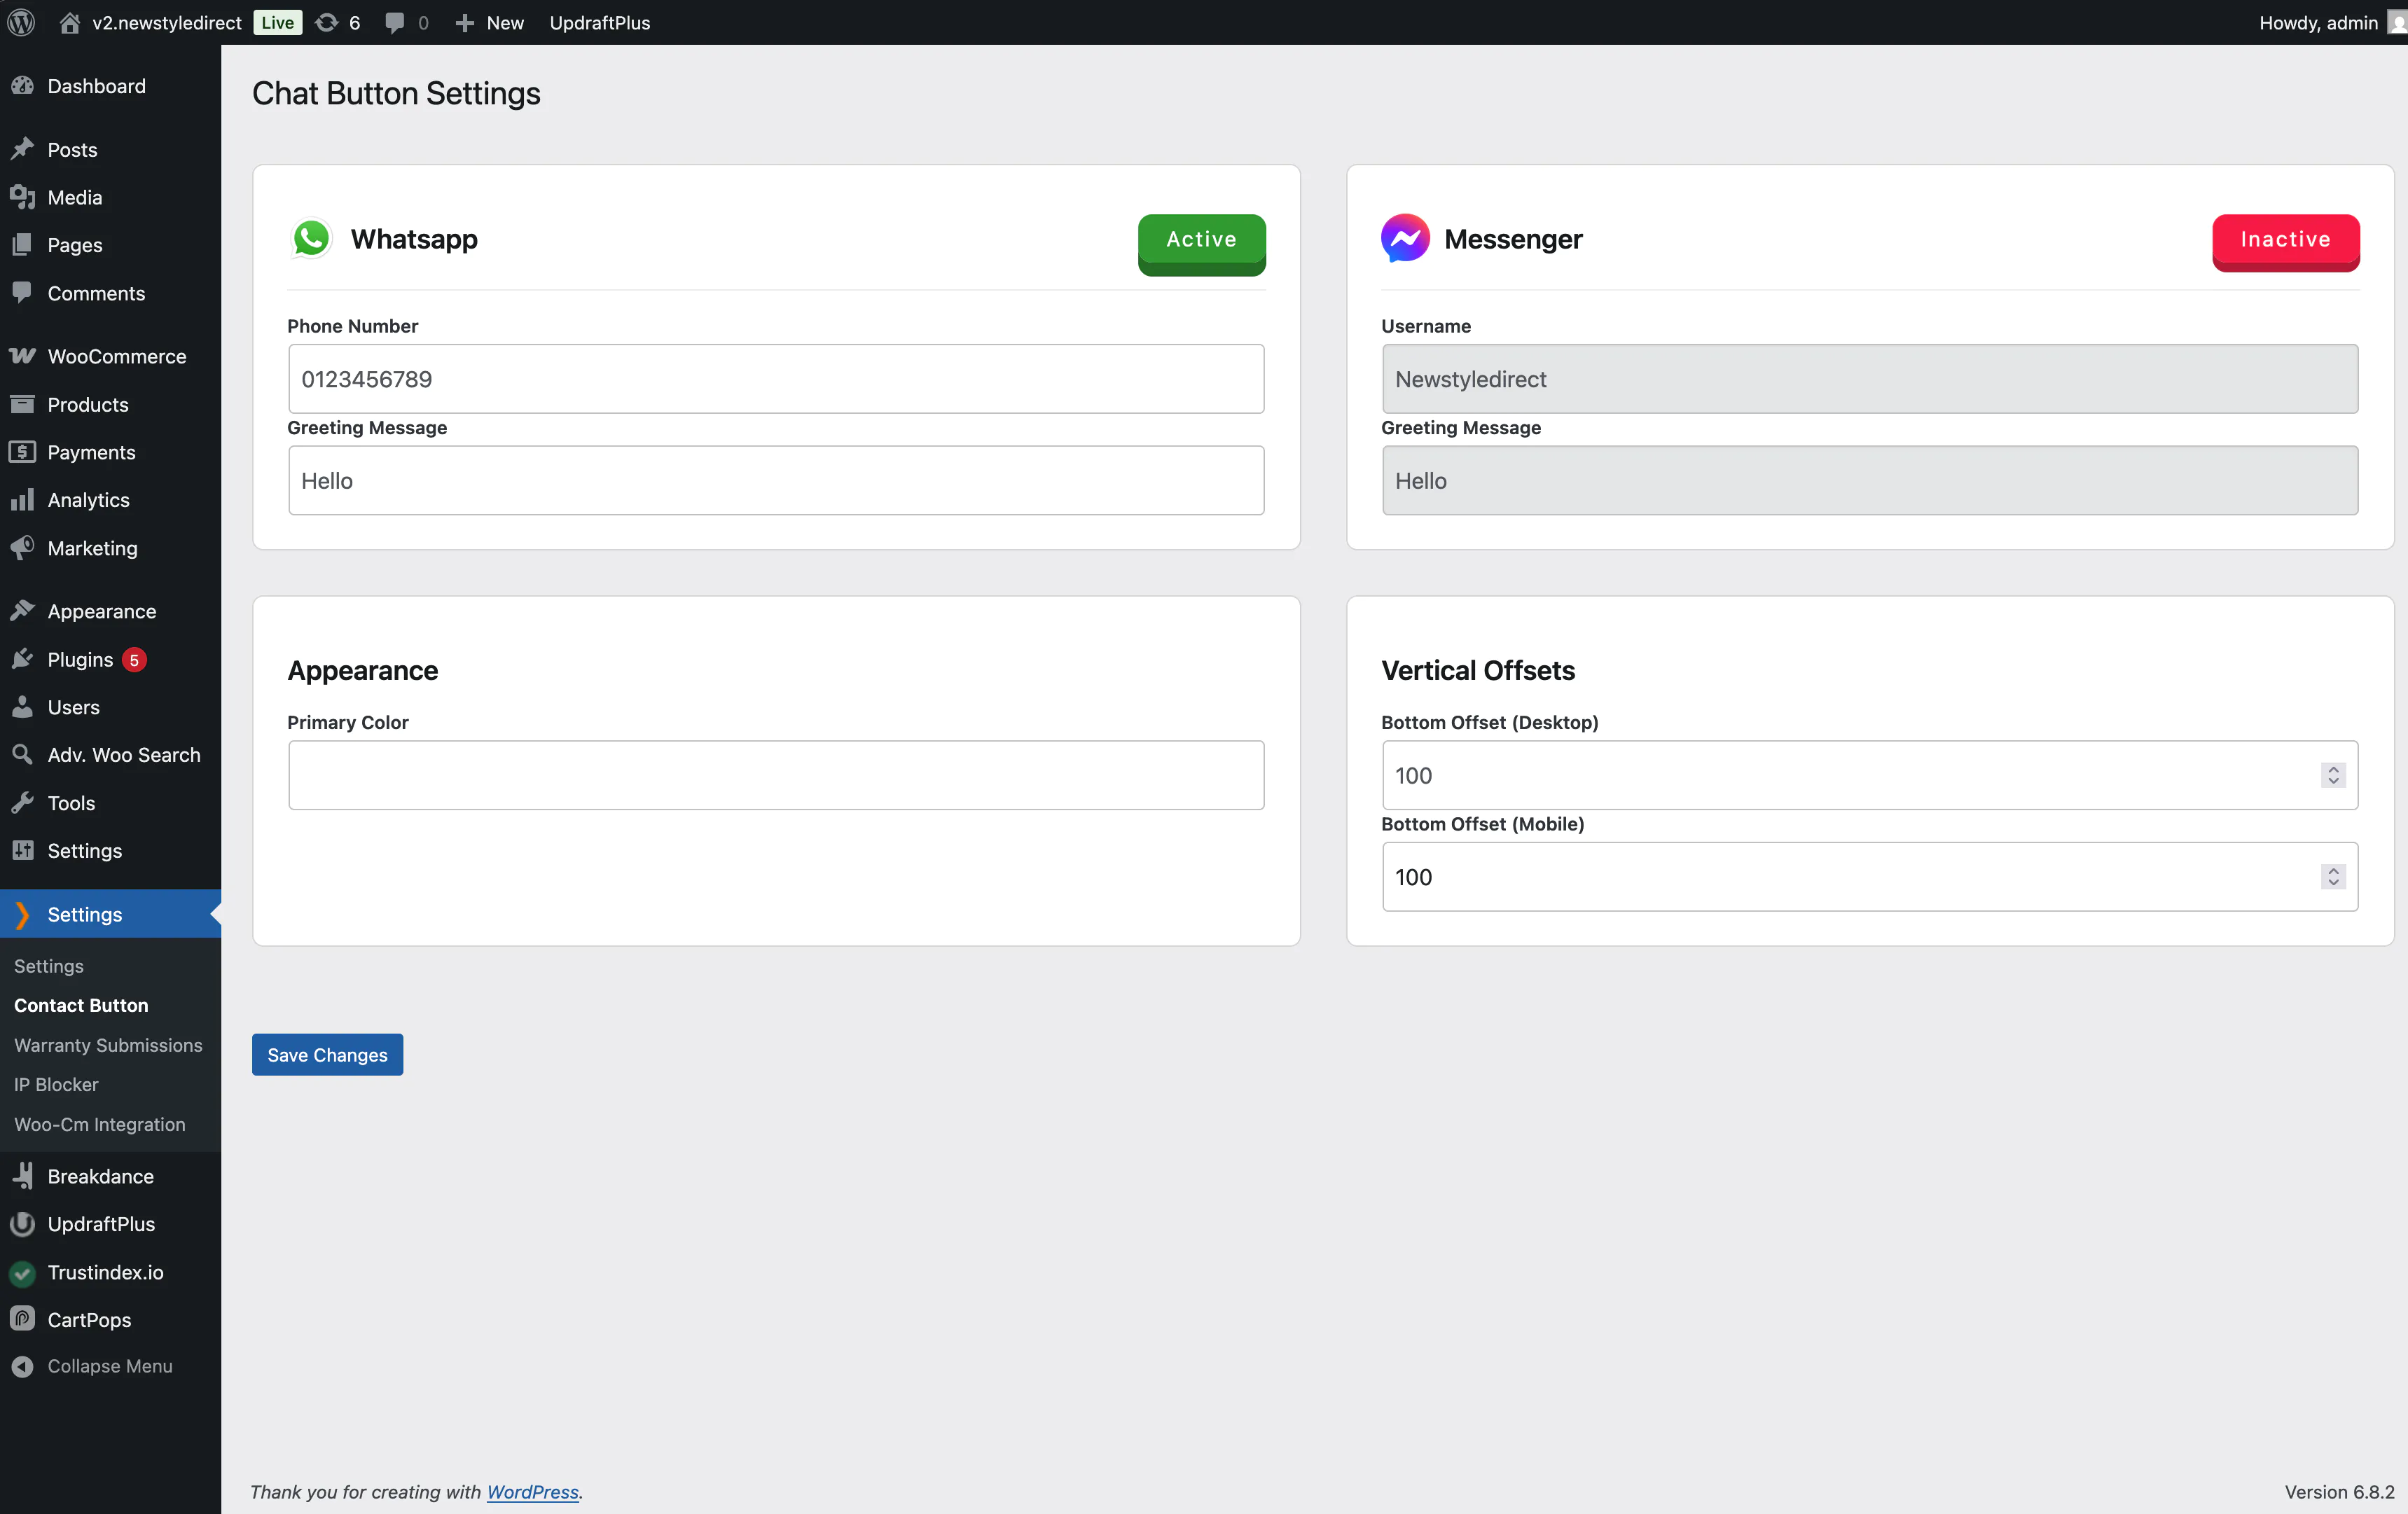 v2.newstyledirect Live 6 0 New UpdraftPlus Howdy, admin
Dashboard
Posts
Media
Pages
Comments
WooCommerce
Products
Payments
Analytics
Marketing
Appearance
Plugins 5
Users
Adv. Woo Search
Tools
Settings
Settings
Settings
Contact Button
Warranty Submissions
IP Blocker
Woo-Cm Integration
Breakdance
UpdraftPlus
Trustindex.io
CartPops
Collapse Menu
Chat Button Settings
Whatsapp Active
Phone Number
0123456789
Greeting Message
Hello
Messenger Inactive
Username
Newstyledirect
Greeting Message
Hello
Appearance
Primary Color
Vertical Offsets
Bottom Offset (Desktop)
100
Bottom Offset (Mobile)
100
Save Changes
Thank you for creating with WordPress.
Version 6.8.2